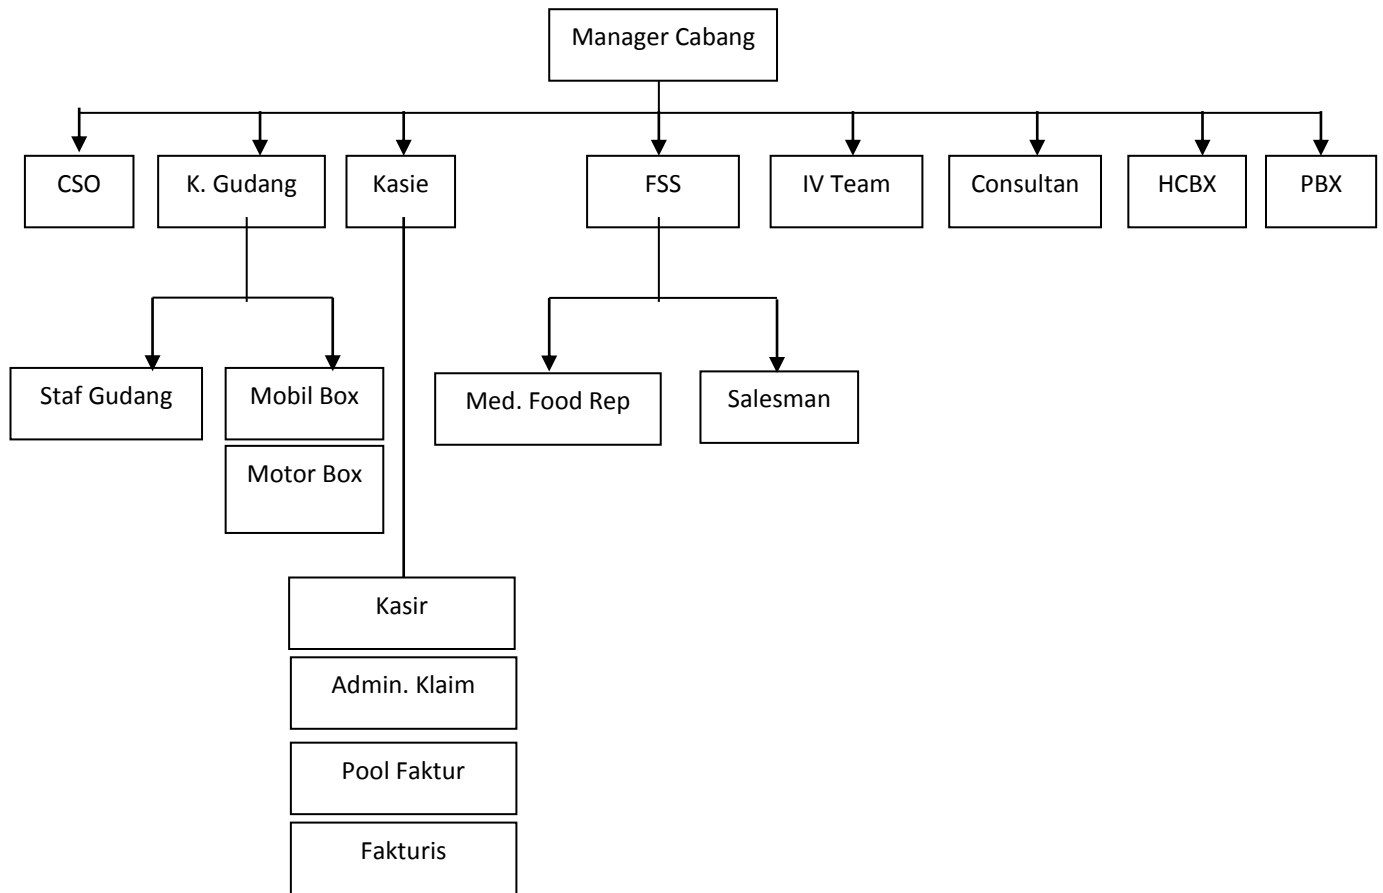 Manager Cabang
CSO
K. Gudang
Kasie
FSS
IV Team
Consultan
HCBX
PBX
Staf Gudang
Mobil Box
Med. Food Rep
Salesman
Motor Box
Kasir
Admin. Klaim
Pool Faktur
Fakturis